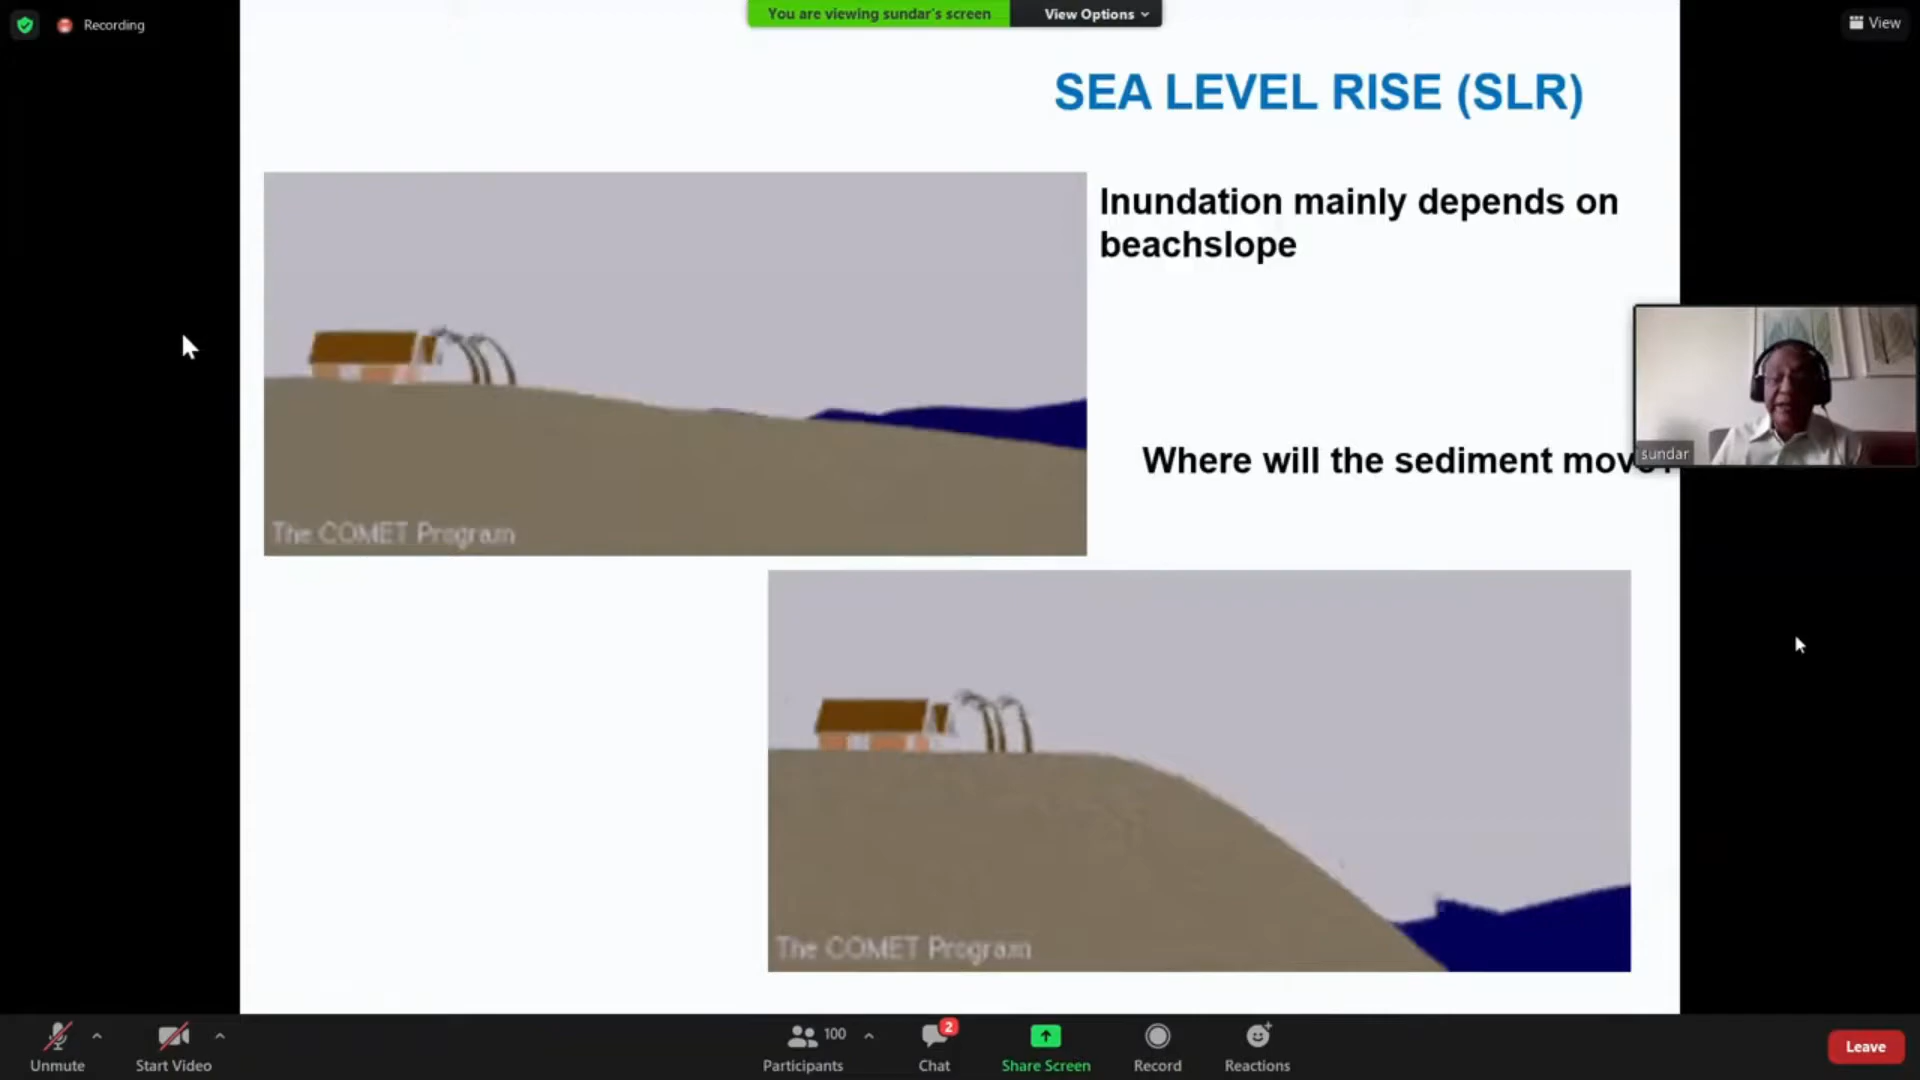 Recording
You are viewing sundar's screen
View Options
View
SEA LEVEL RISE (SLR)
Inundation mainly depends on
beachslope
sundar
Where will the sediment move?
The COMET Program
The COMET Program
Unmute
Start Video
100
Participants
2
Chat
Share Screen
Record
Reactions
Leave